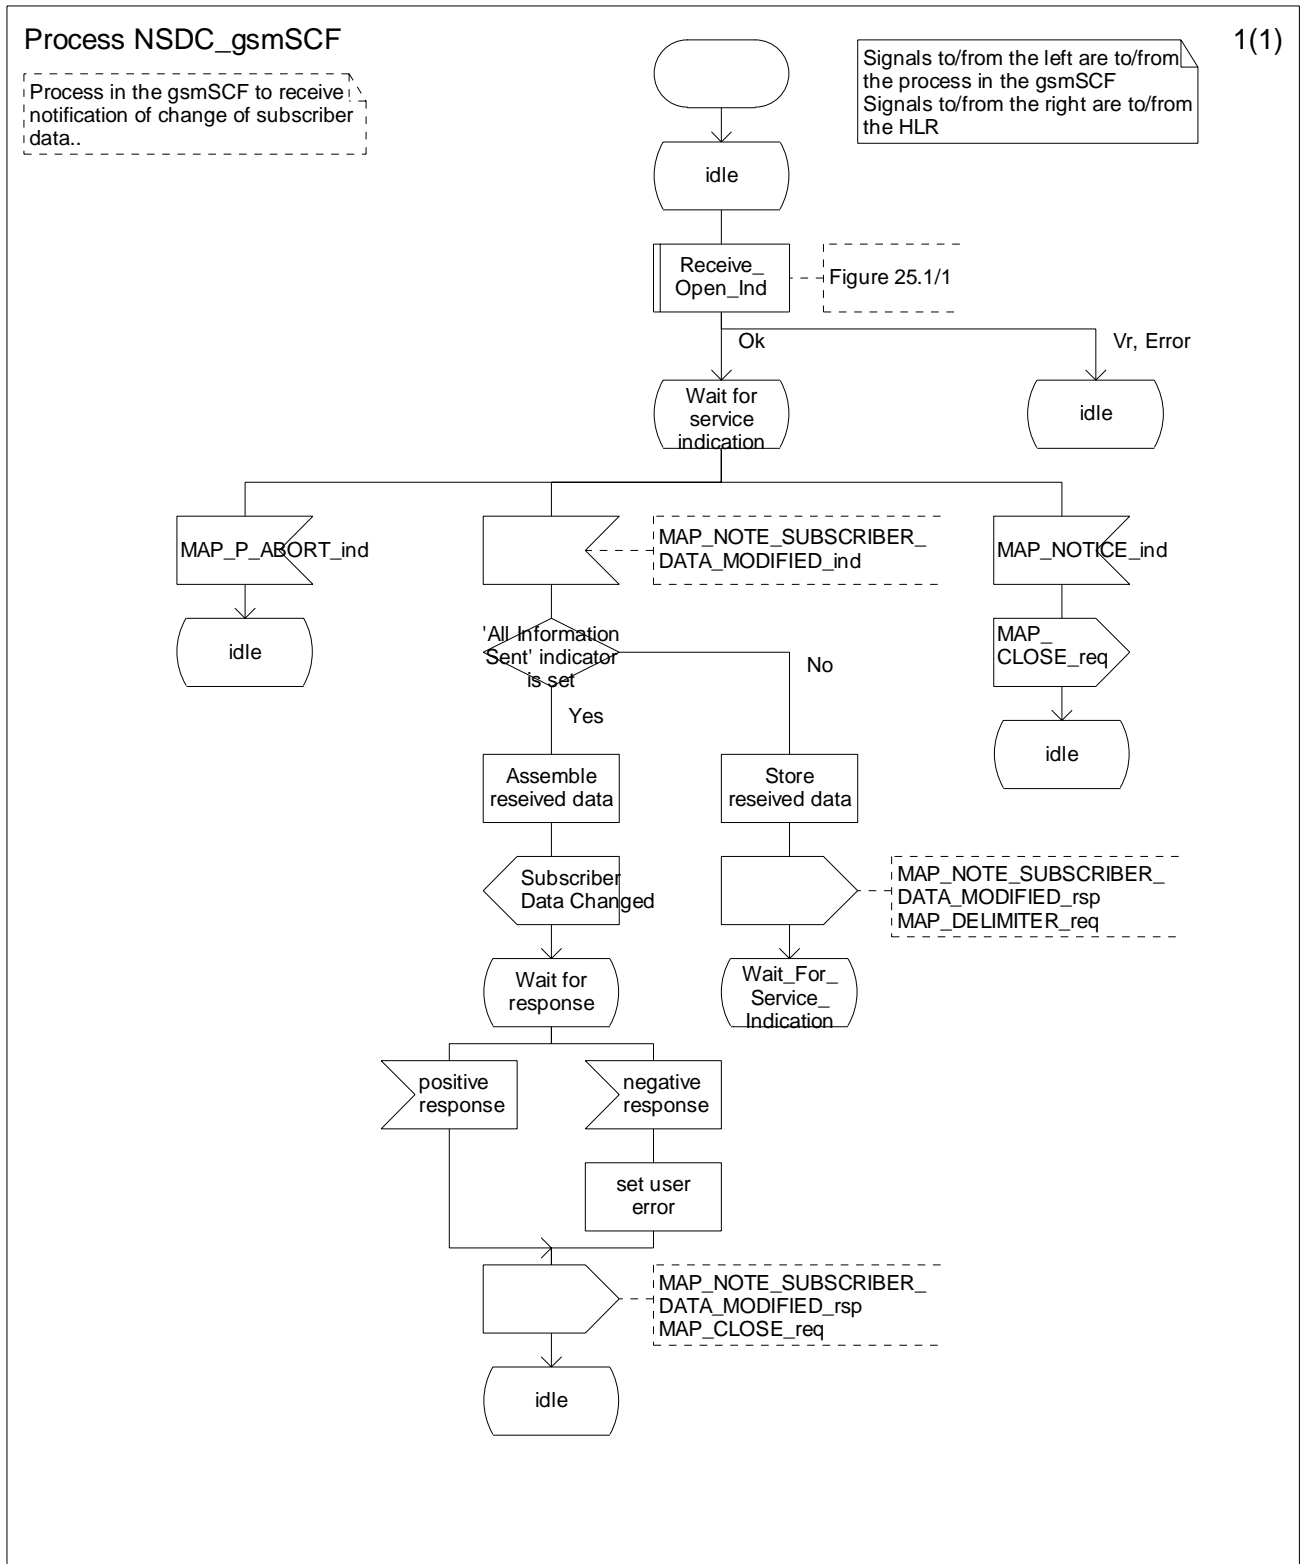 Process NSDC_gsmSCF
1(1)
Process in the gsmSCF to receive
notification of change of subscriber
data..
Signals to/from the left are to/from
the process in the gsmSCF
Signals to/from the right are to/from
the HLR
idle
Receive_
Open_Ind
Figure 25.1/1
Ok
Vr, Error
Wait for
service
indication
idle
MAP_P_ABORT_ind
MAP_NOTE_SUBSCRIBER_
DATA_MODIFIED_ind
MAP_NOTICE_ind
idle
'All Information
Sent' indicator
is set
No
MAP_
CLOSE_req
Yes
idle
Assemble
reseived data
Store
reseived data
Subscriber
Data Changed
MAP_NOTE_SUBSCRIBER_
DATA_MODIFIED_rsp
MAP_DELIMITER_req
Wait for
response
Wait_For_
Service_
Indication
positive
response
negative
response
set user
error
MAP_NOTE_SUBSCRIBER_
DATA_MODIFIED_rsp
MAP_CLOSE_req
idle